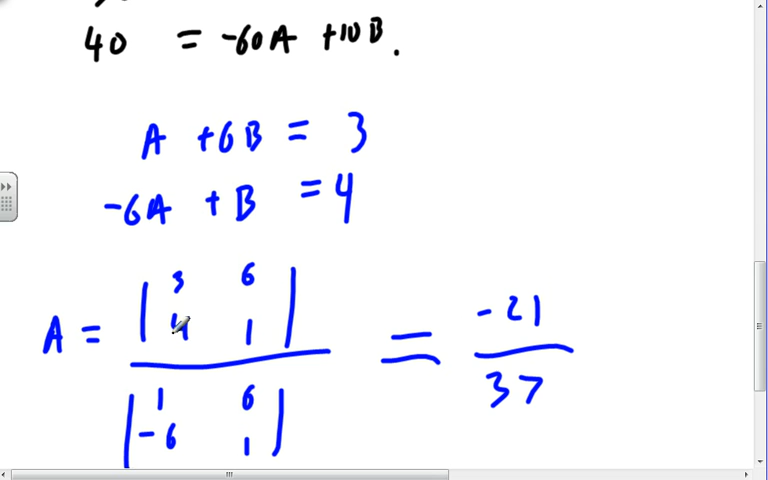 40 = -60A +10B.
A +6B = 3
-6A + B = 4
3 6
A = 4 1 = -21
37
1 6
-6 1